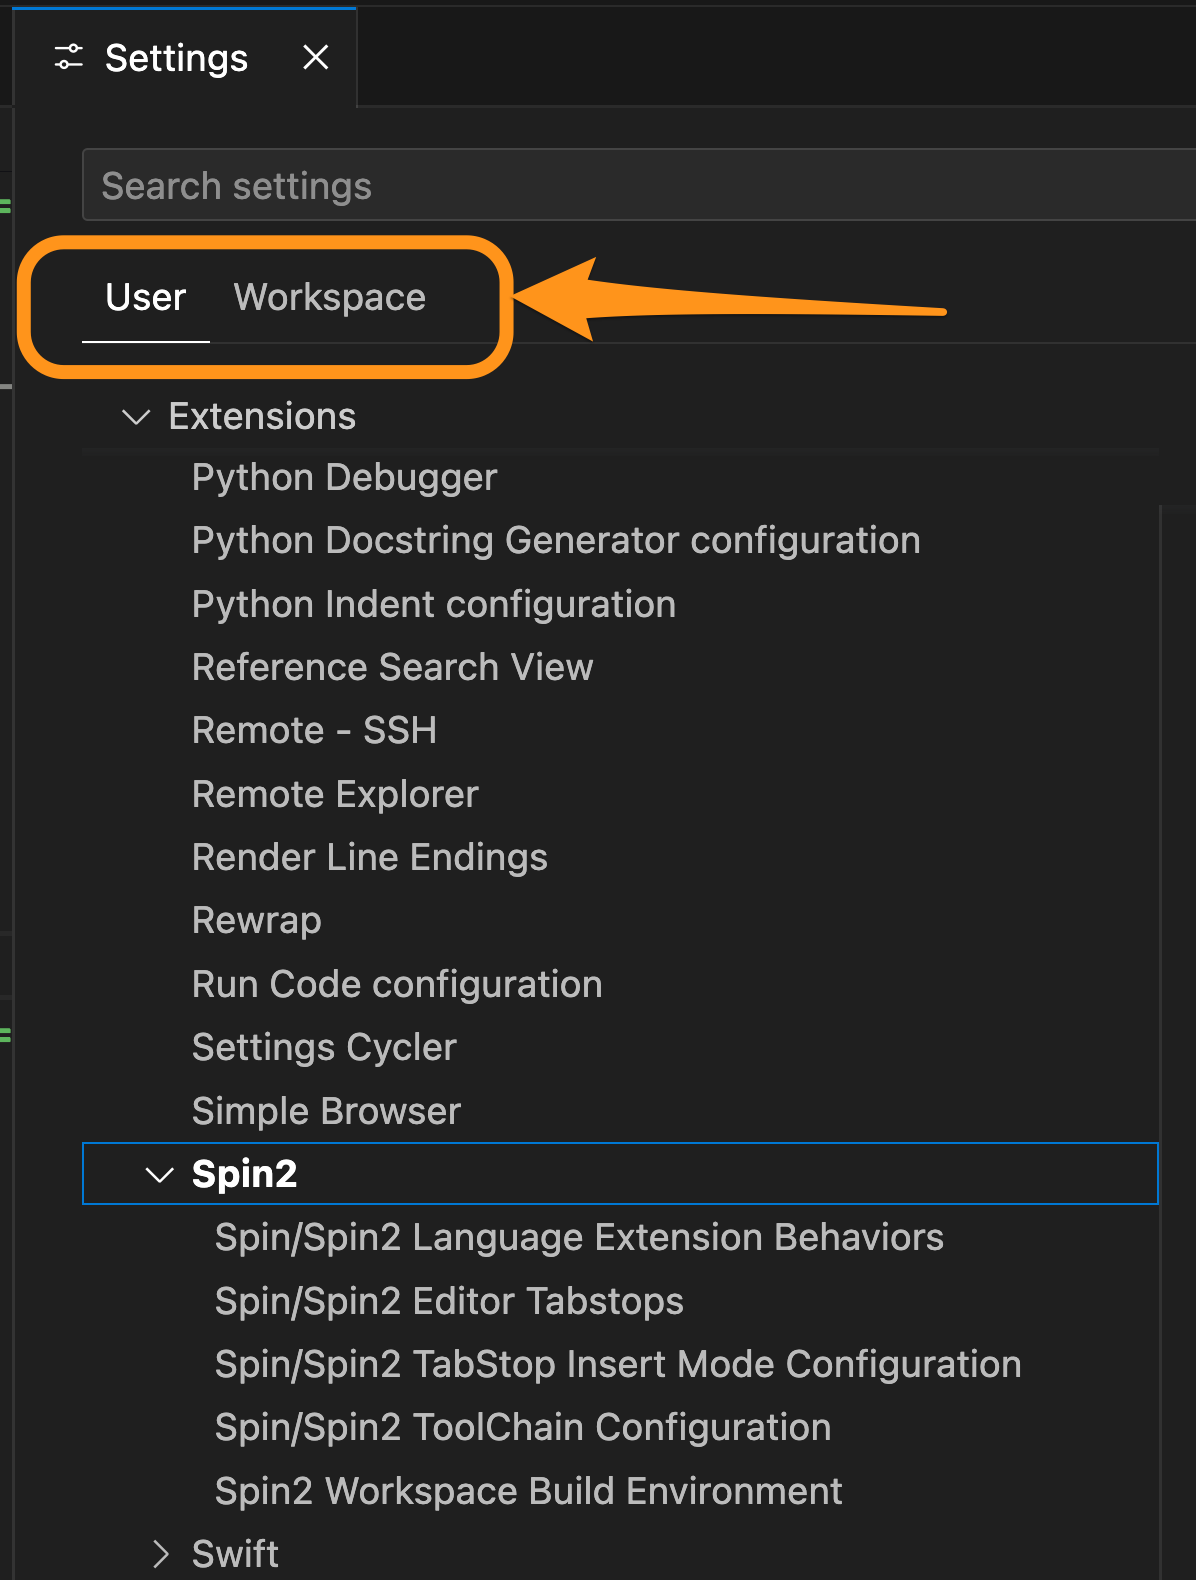 Settings
Search settings
User Workspace
Extensions
Python Debugger
Python Docstring Generator configuration
Python Indent configuration
Reference Search View
Remote - SSH
Remote Explorer
Render Line Endings
Rewrap
Run Code configuration
Settings Cycler
Simple Browser
Spin2
Spin/Spin2 Language Extension Behaviors
Spin/Spin2 Editor Tabstops
Spin/Spin2 TabStop Insert Mode Configuration
Spin/Spin2 ToolChain Configuration
Spin2 Workspace Build Environment
Swift